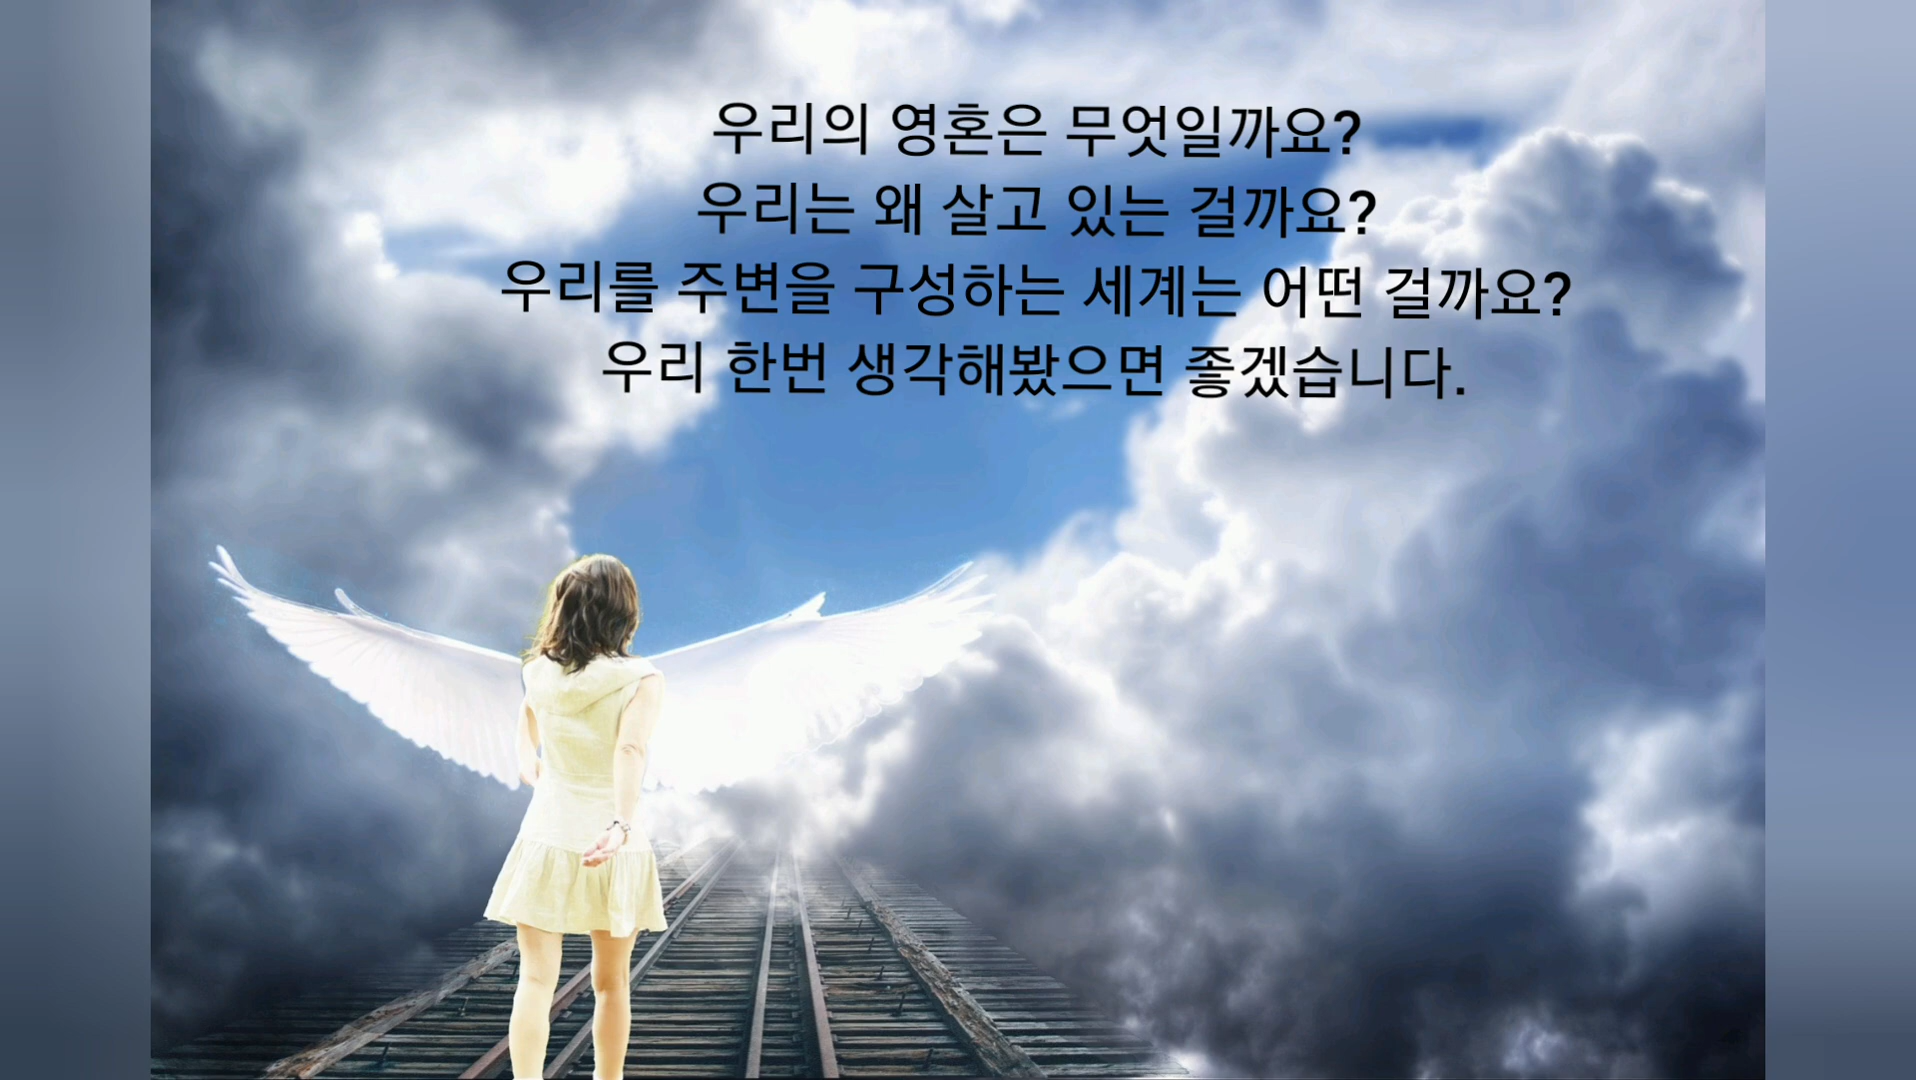 우리의 영혼은 무엇일까요?
우리는 왜 살고 있는 걸까요?
우리를 주변을 구성하는 세계는 어떤 걸까요?
우리 한번 생각해봤으면 좋겠습니다.